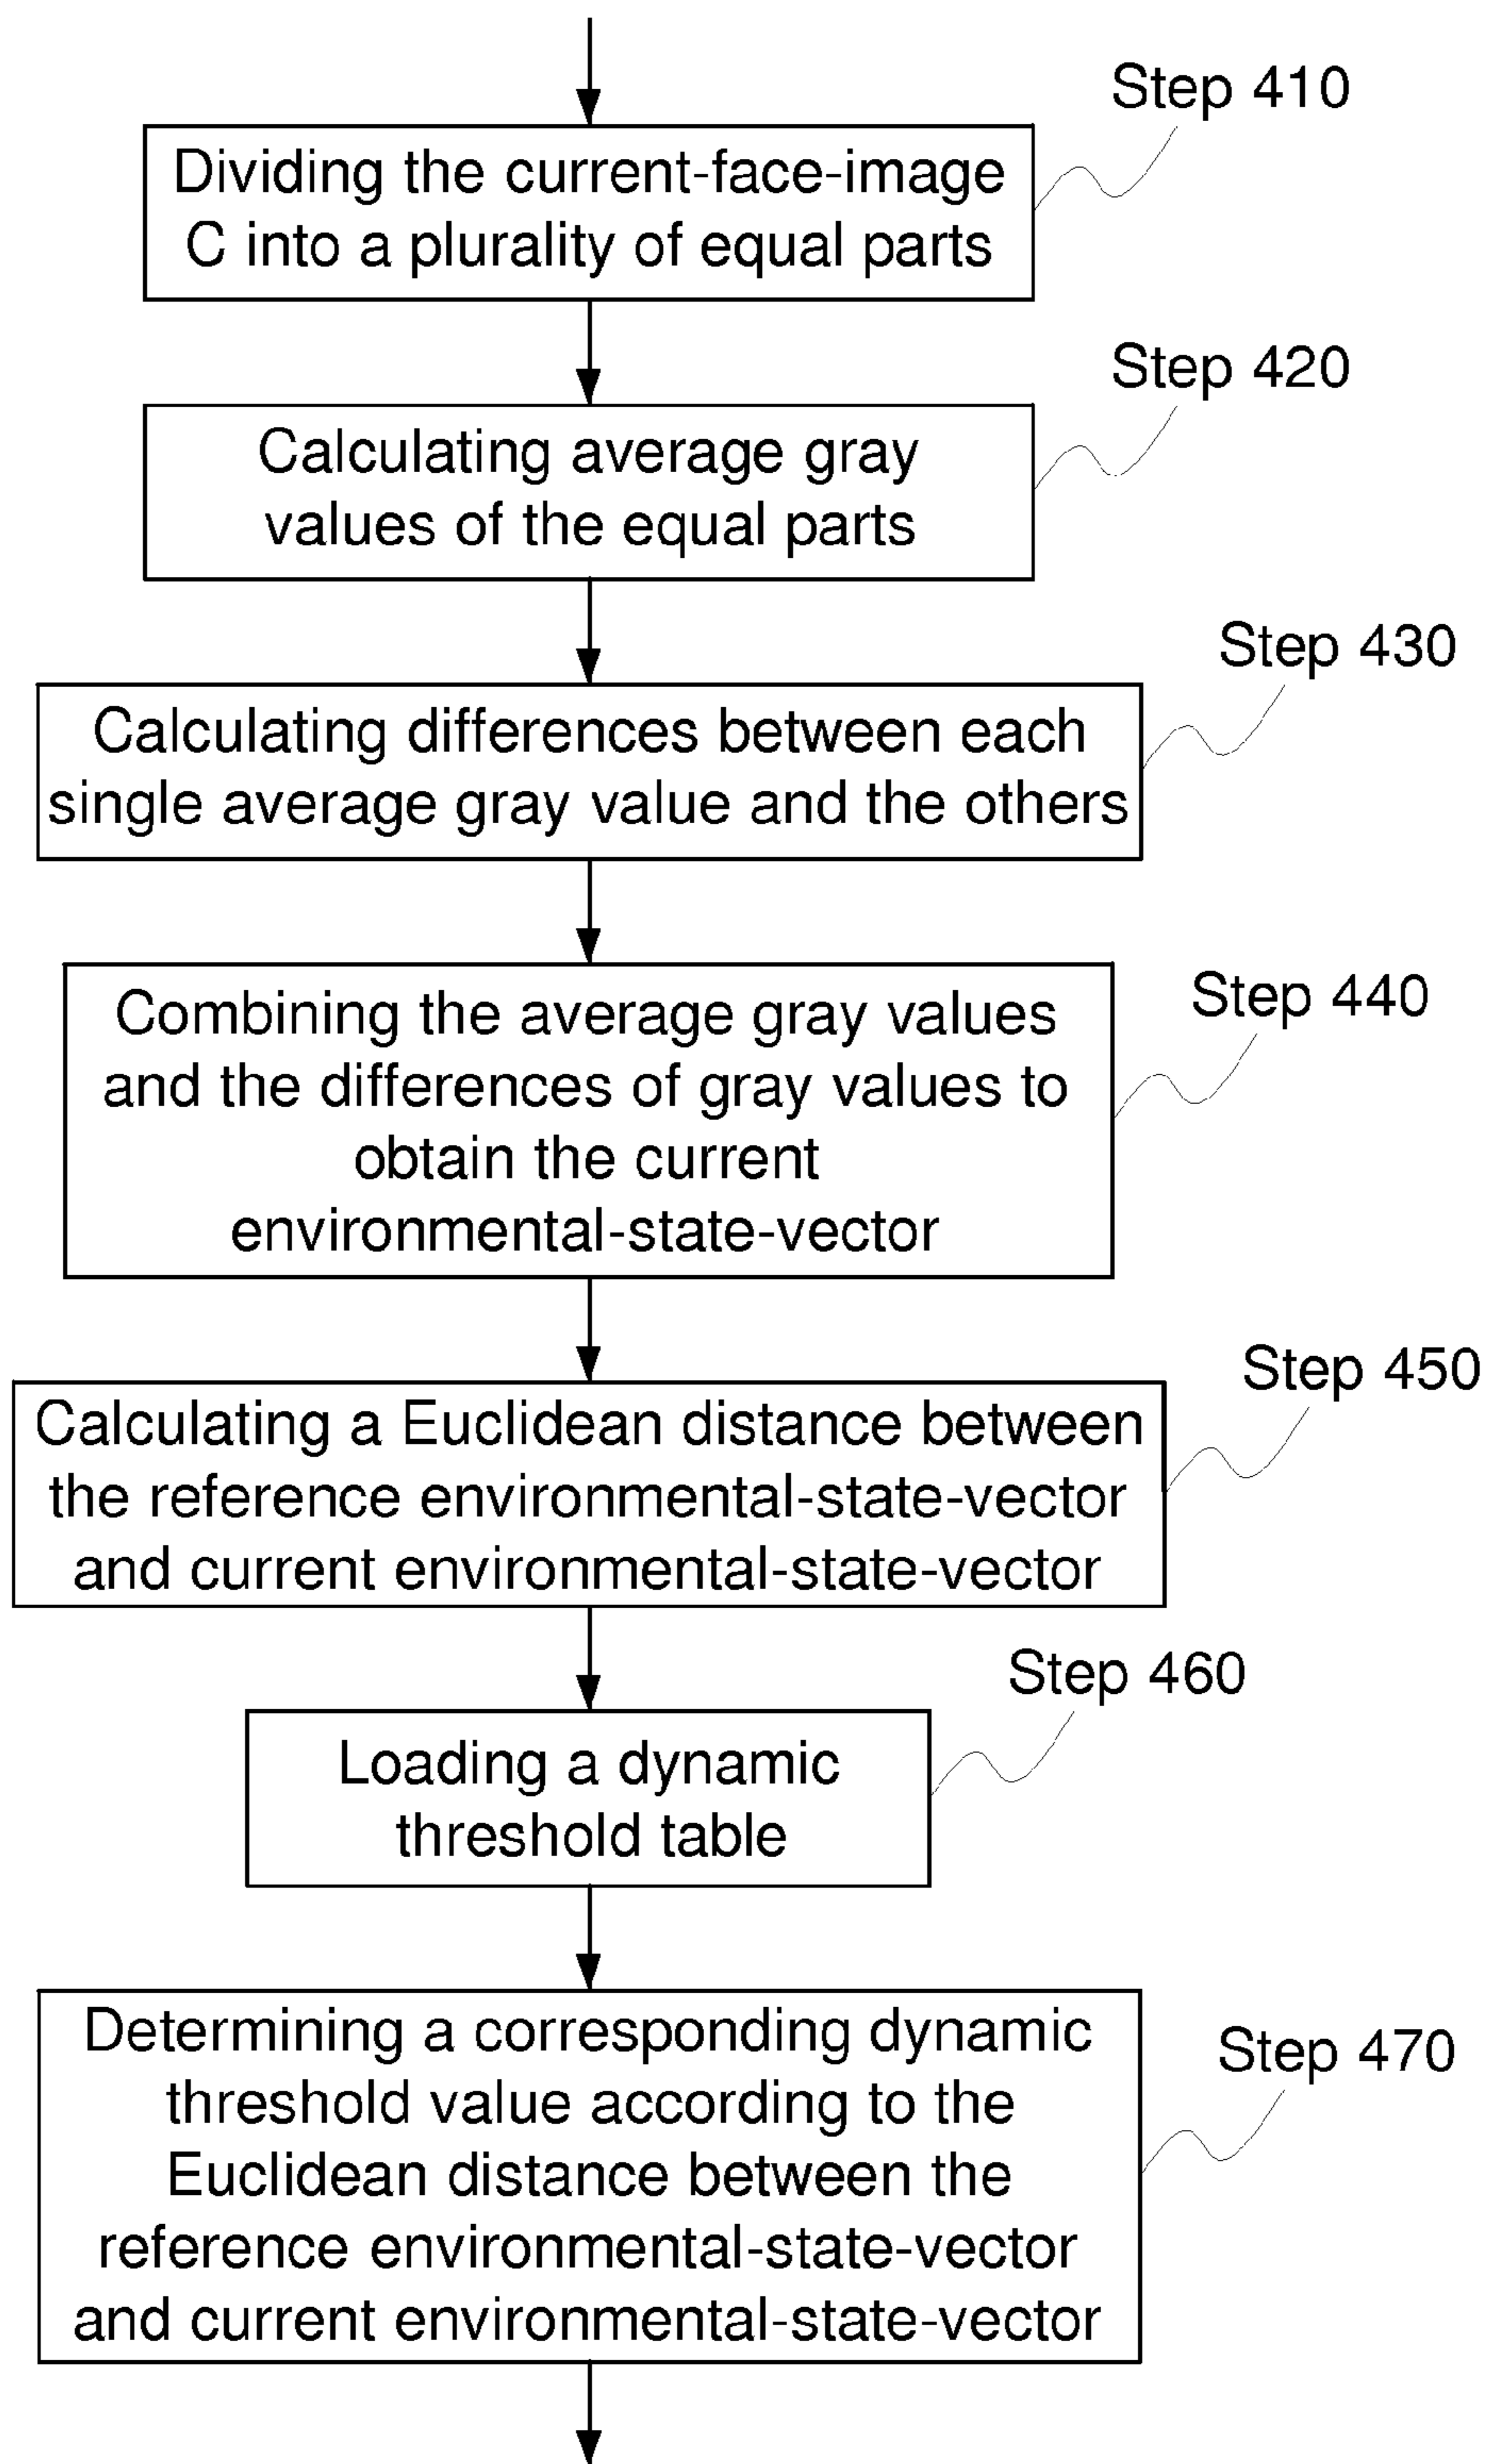 Step 410
Dividing the current-face-image
C into a plurality of equal parts
Step 420
Calculating average gray
values of the equal parts
Step 430
Calculating differences between each
single average gray value and the others
Step 440
Combining the average gray values
and the differences of gray values to
obtain the current
environmental-state-vector
Step 450
Calculating a Euclidean distance between
the reference environmental-state-vector
and current environmental-state-vector
Step 460
Loading a dynamic
threshold table
Step 470
Determining a corresponding dynamic
threshold value according to the
Euclidean distance between the
reference environmental-state-vector
and current environmental-state-vector